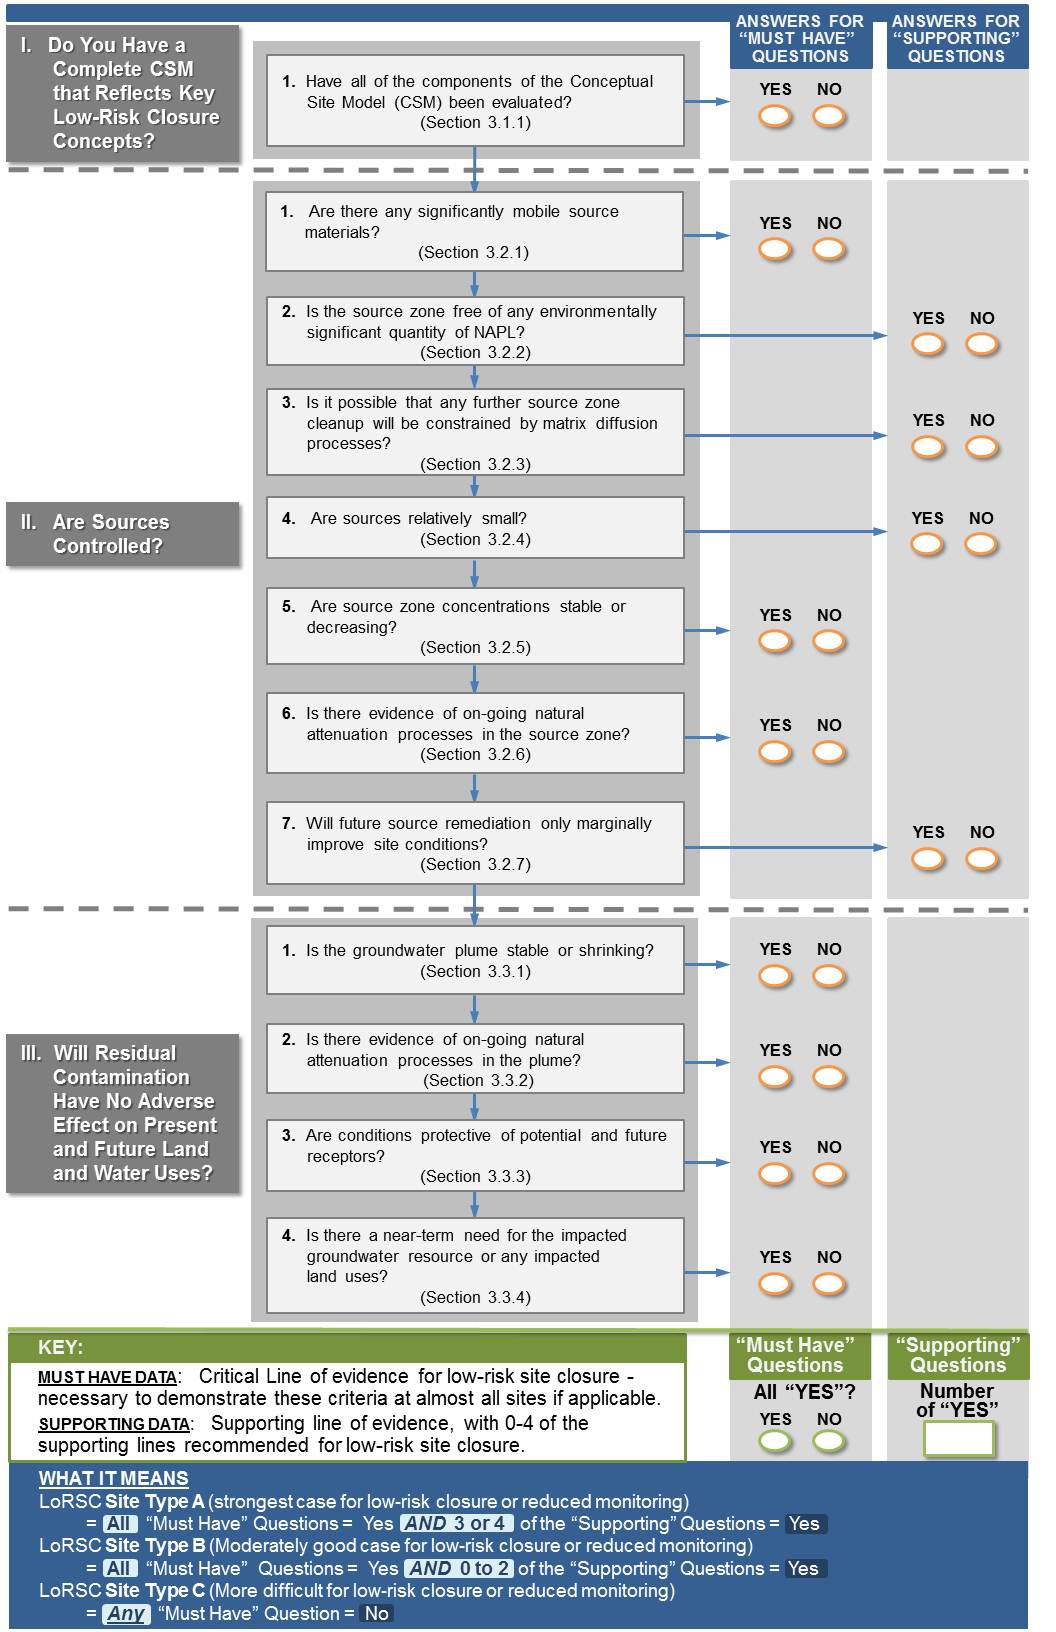 ANSWERS FOR
“MUST HAVE”
QUESTIONS
ANSWERS FOR
“SUPPORTING”
QUESTIONS
I. Do You Have a
Complete CSM
that Reflects Key
Low-Risk Closure
Concepts?
1. Have all of the components of the Conceptual
Site Model (CSM) been evaluated?
(Section 3.1.1)
YES NO
II. Are Sources
Controlled?
1. Are there any significantly mobile source
materials?
(Section 3.2.1)
YES NO
2. Is the source zone free of any environmentally
significant quantity of NAPL?
(Section 3.2.2)
YES NO
3. Is it possible that any further source zone
cleanup will be constrained by matrix diffusion
processes?
(Section 3.2.3)
YES NO
4. Are sources relatively small?
(Section 3.2.4)
YES NO
5. Are source zone concentrations stable or
decreasing?
(Section 3.2.5)
YES NO
6. Is there evidence of on-going natural
attenuation processes in the source zone?
(Section 3.2.6)
YES NO
7. Will future source remediation only marginally
improve site conditions?
(Section 3.2.7)
YES NO
III. Will Residual
Contamination
Have No Adverse
Effect on Present
and Future Land
and Water Uses?
1. Is the groundwater plume stable or shrinking?
(Section 3.3.1)
YES NO
2. Is there evidence of on-going natural
attenuation processes in the plume?
(Section 3.3.2)
YES NO
3. Are conditions protective of potential and future
receptors?
(Section 3.3.3)
YES NO
4. Is there a near-term need for the impacted
groundwater resource or any impacted
land uses?
(Section 3.3.4)
YES NO
KEY:
MUST HAVE DATA: Critical Line of evidence for low-risk site closure -
necessary to demonstrate these criteria at almost all sites if applicable.
SUPPORTING DATA: Supporting line of evidence, with 0-4 of the
supporting lines recommended for low-risk site closure.
“Must Have”
Questions
All “YES”?
YES NO
“Supporting”
Questions
Number
of “YES”
WHAT IT MEANS
LoRSC Site Type A (strongest case for low-risk closure or reduced monitoring)
= All “Must Have” Questions = Yes AND 3 or 4 of the “Supporting” Questions = Yes
LoRSC Site Type B (Moderately good case for low-risk closure or reduced monitoring)
= All “Must Have” Questions = Yes AND 0 to 2 of the “Supporting” Questions = Yes
LoRSC Site Type C (More difficult for low-risk closure or reduced monitoring)
= Any “Must Have” Question = No